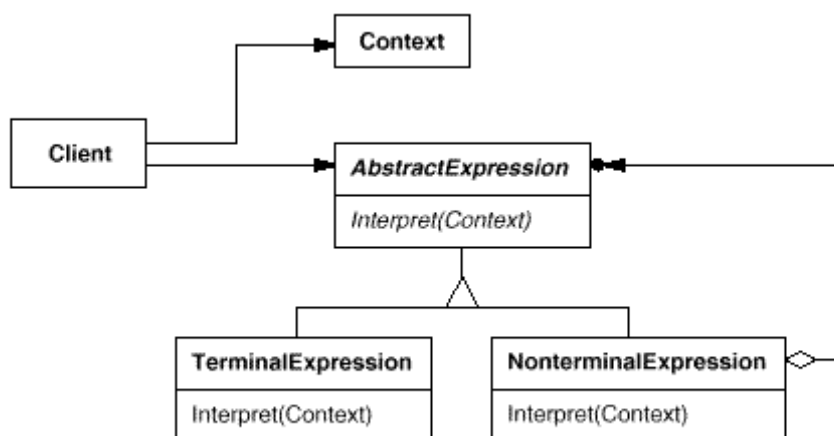 Context
Client
AbstractExpression
Interpret(Context)
TerminalExpression
NonterminalExpression
Interpret(Context)
Interpret(Context)